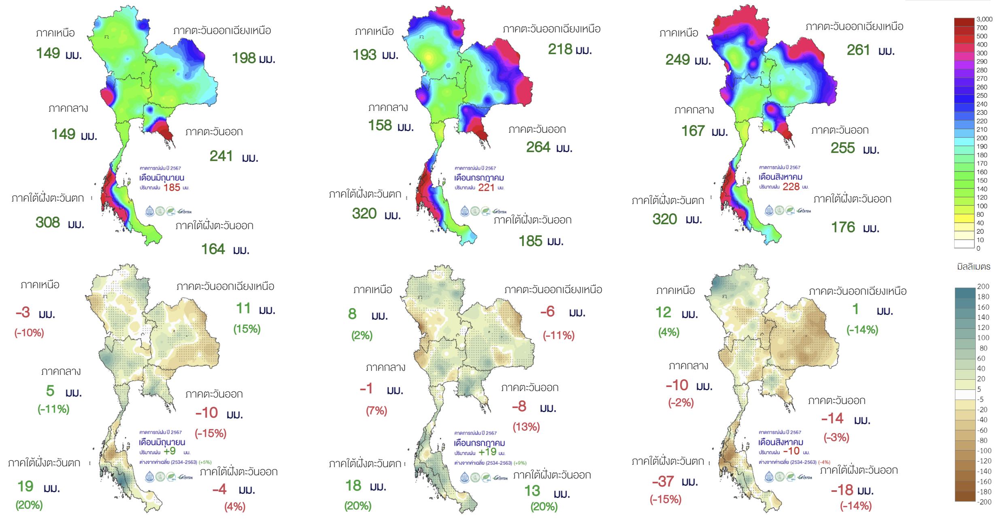 ภาคเหนือ
149 มม.
ภาคตะวันออกเฉียงเหนือ
198 มม.
ภาคกลาง
149 มม.
ภาคตะวันออก
241 มม.
คาดการณ์ฝน ปี 2567
เดือนมิถุนายน
ปริมาณฝน 185 มม.
ภาคใต้ฝั่งตะวันตก
308 มม.
GISTDA
ภาคใต้ฝั่งตะวันออก
164 มม.
ภาคเหนือ
193 มม.
ภาคตะวันออกเฉียงเหนือ
218 มม.
ภาคกลาง
158 มม.
ภาคตะวันออก
264 มม.
คาดการณ์ฝน ปี 2567
เดือนกรกฎาคม
ปริมาณฝน 221 มม.
ภาคใต้ฝั่งตะวันตก
320 มม.
GISTDA
ภาคใต้ฝั่งตะวันออก
185 มม.
ภาคเหนือ
249 มม.
ภาคตะวันออกเฉียงเหนือ
261 มม.
ภาคกลาง
167 มม.
ภาคตะวันออก
255 มม.
คาดการณ์ฝน ปี 2567
เดือนสิงหาคม
ปริมาณฝน 228 มม.
ภาคใต้ฝั่งตะวันตก
320 มม.
GISTDA
ภาคใต้ฝั่งตะวันออก
176 มม.
3,000
700
500
400
300
290
280
270
260
250
240
230
220
210
200
190
180
170
160
150
140
120
100
80
40
20
10
0
มิลลิเมตร
ภาคเหนือ
-3 มม.
(-10%)
ภาคตะวันออกเฉียงเหนือ
11 มม.
(15%)
ภาคกลาง
5 มม.
(-11%)
ภาคตะวันออก
-10 มม.
(-15%)
คาดการณ์ฝน ปี 2567
เดือนมิถุนายน
ปริมาณฝน +9 มม.
ต่างจากค่าเฉลี่ย (2534-2563) (+5%)
GISTDA
ภาคใต้ฝั่งตะวันตก
19 มม.
(20%)
ภาคใต้ฝั่งตะวันออก
-4 มม.
(4%)
ภาคเหนือ
8 มม.
(2%)
ภาคตะวันออกเฉียงเหนือ
-6 มม.
(-11%)
ภาคกลาง
-1 มม.
(7%)
ภาคตะวันออก
-8 มม.
(13%)
คาดการณ์ฝน ปี 2567
เดือนกรกฎาคม
ปริมาณฝน +19 มม.
ต่างจากค่าเฉลี่ย (2534-2563) (+9%)
GISTDA
ภาคใต้ฝั่งตะวันตก
18 มม.
(20%)
ภาคใต้ฝั่งตะวันออก
13 มม.
(20%)
ภาคเหนือ
12 มม.
(4%)
ภาคตะวันออกเฉียงเหนือ
1 มม.
(-14%)
ภาคกลาง
-10 มม.
(-2%)
ภาคตะวันออก
-14 มม.
(-3%)
คาดการณ์ฝน ปี 2567
เดือนสิงหาคม
ปริมาณฝน -10 มม.
ต่างจากค่าเฉลี่ย (2534-2563) (-4%)
GISTDA
ภาคใต้ฝั่งตะวันตก
-37 มม.
(-15%)
ภาคใต้ฝั่งตะวันออก
-18 มม.
(-14%)
200
180
160
140
120
100
80
60
40
20
5
-5
-20
-40
-60
-80
-100
-120
-140
-160
-180
-200